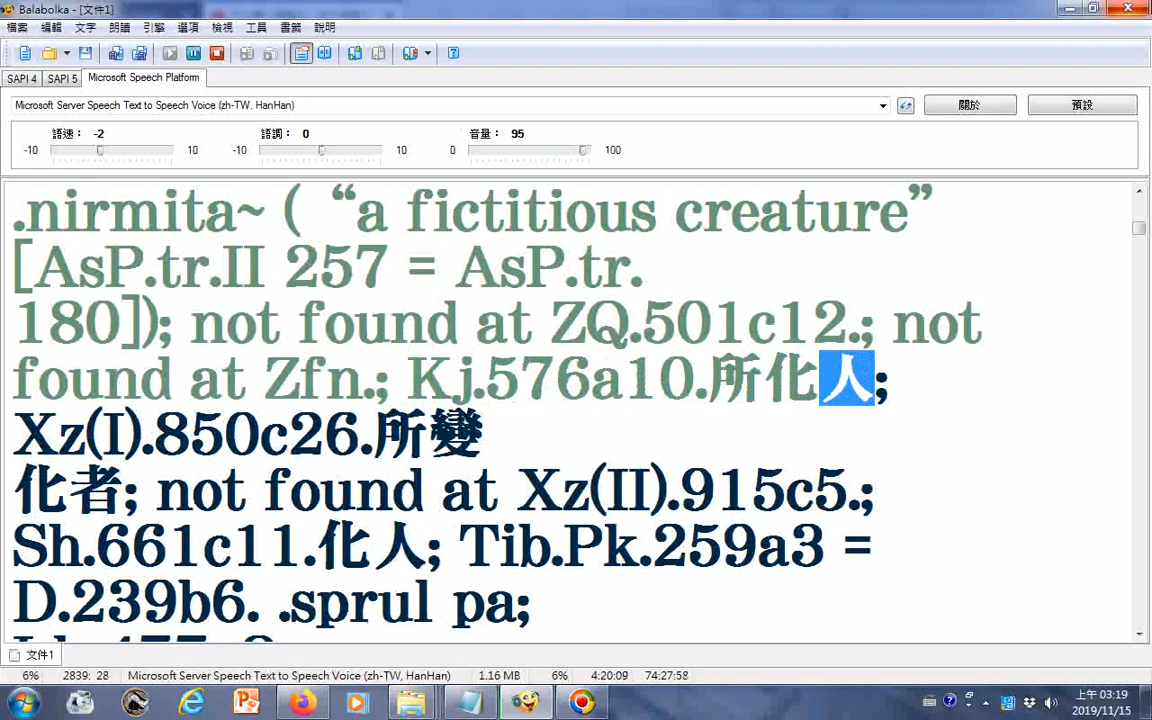 Balabolka - [文件1]
檔案 編輯 文字 朗讀 引擎 選項 檢視 工具 書籤 說明
SAPI 4 SAPI 5 Microsoft Speech Platform
Microsoft Server Speech Text to Speech Voice (zh-TW, HanHan) 關於 預設
語速： -2 語調： 0 音量： 95
-10 10 -10 10 0 100
.nirmita~ (“a fictitious creature”
[AsP.tr.II 257 = AsP.tr.
180]); not found at ZQ.501c12.; not
found at Zfn.; Kj.576a10.所化人;
Xz(I).850c26.所變
化者; not found at Xz(II).915c5.;
Sh.661c11.化人; Tib.Pk.259a3 =
D.239b6. .sprul pa;
文件1
6% 2839: 28 Microsoft Server Speech Text to Speech Voice (zh-TW, HanHan) 1.16 MB 6% 4:20:09 74:27:58
上午 03:19
2019/11/15